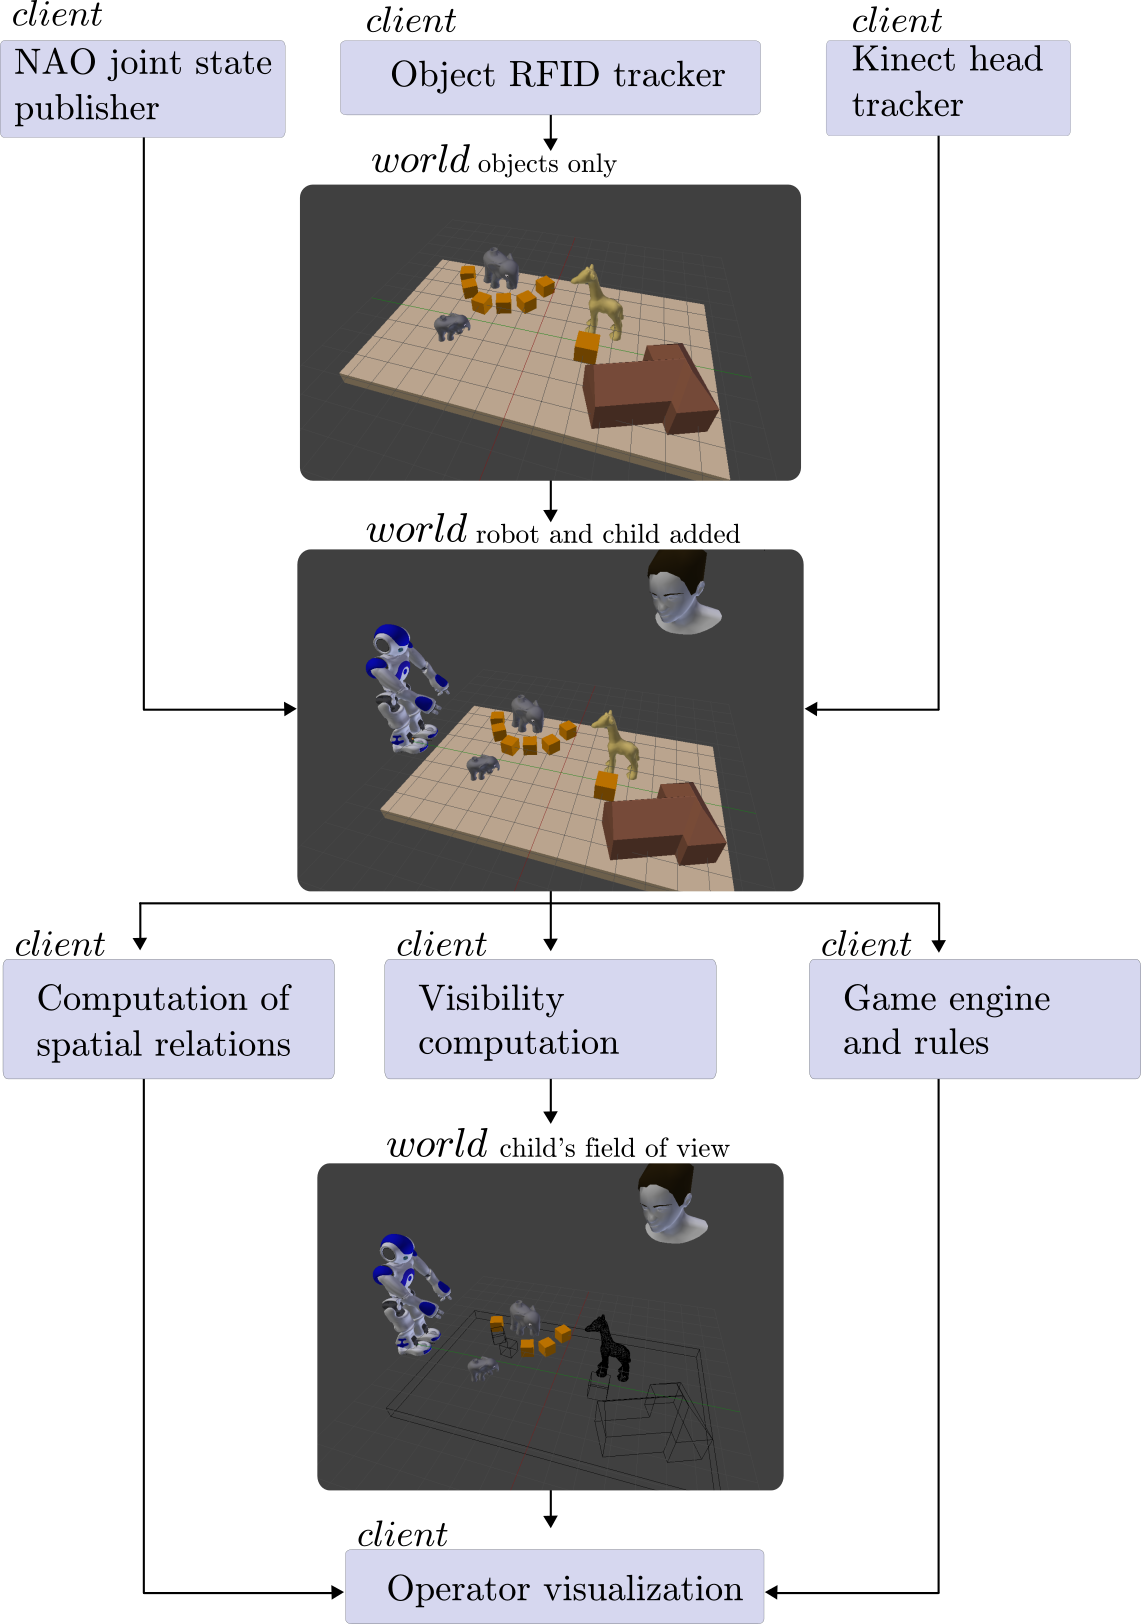 client
NAO joint state
publisher
client
Object RFID tracker
client
Kinect head
tracker
world objects only
world robot and child added
client
Computation of
spatial relations
client
Visibility
computation
client
Game engine
and rules
world child's field of view
client
Operator visualization